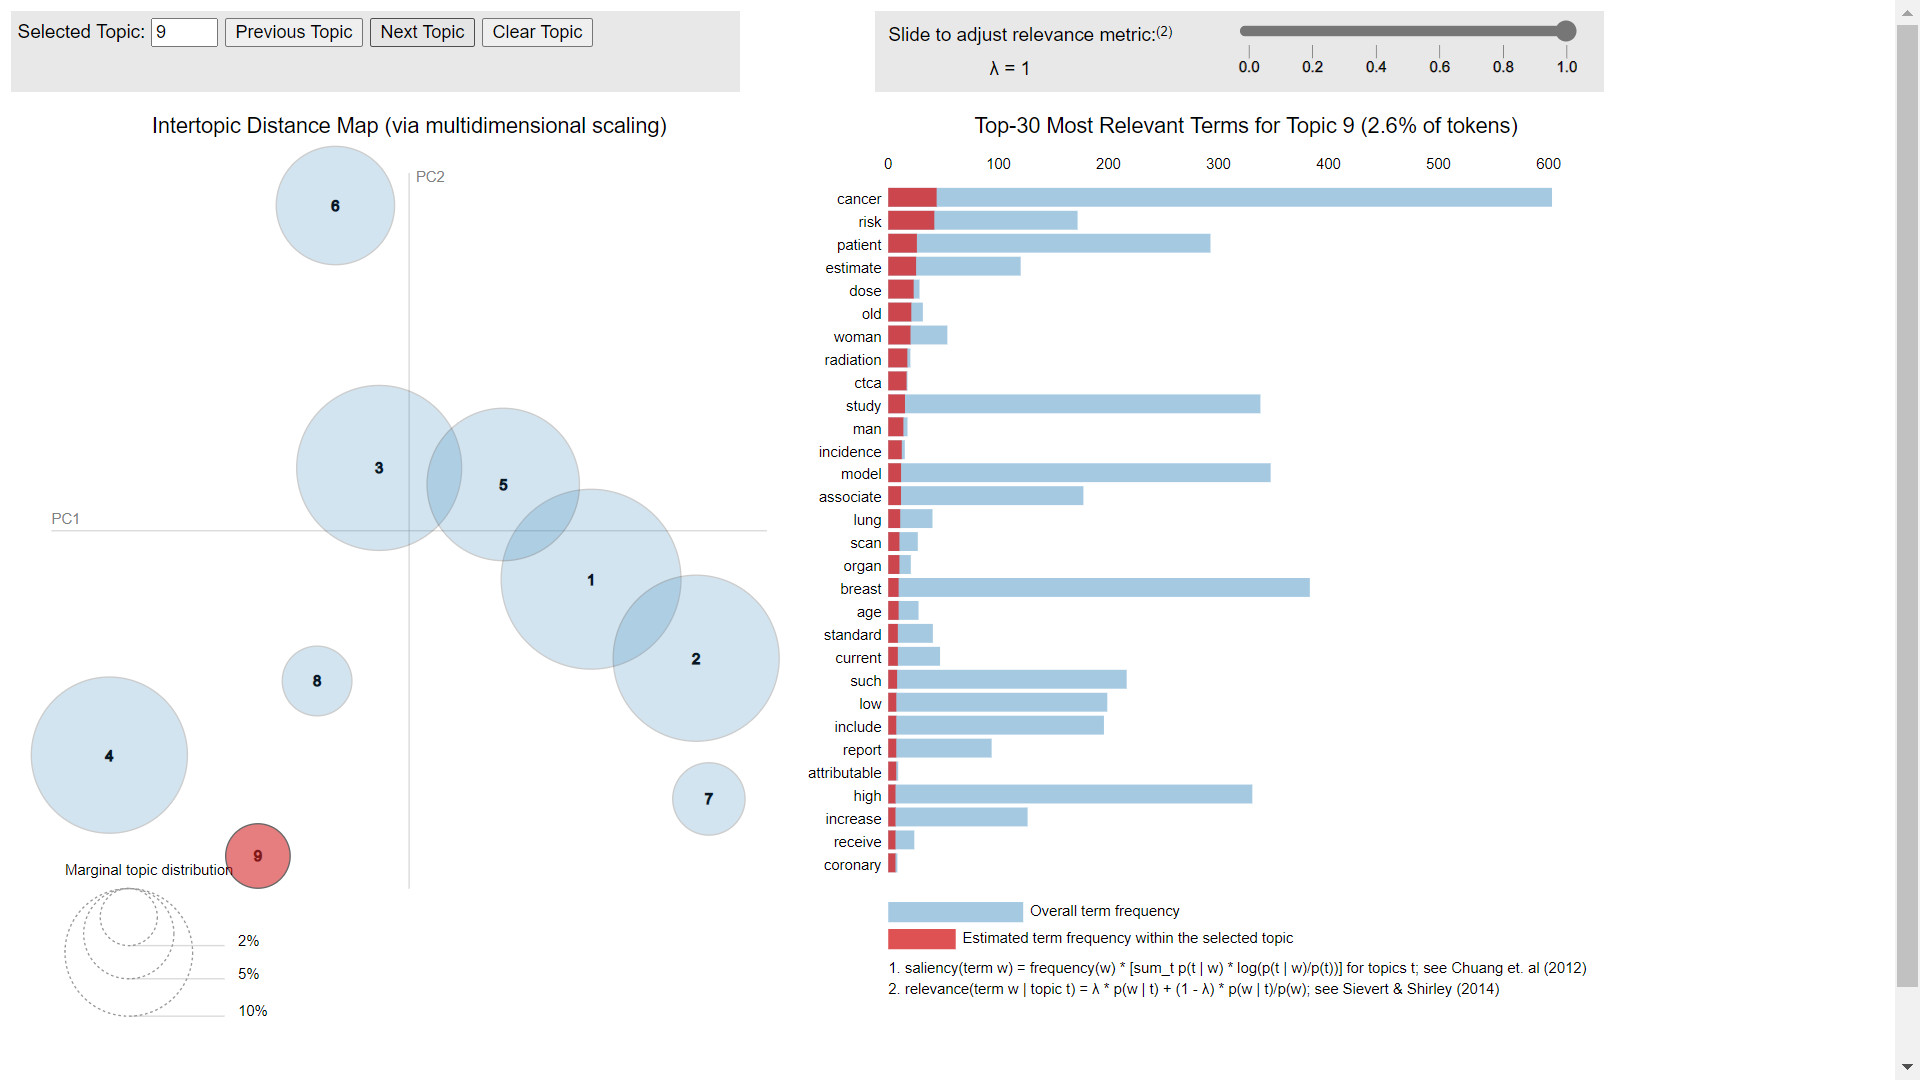 Selected Topic: 9 Previous Topic Next Topic Clear Topic
Slide to adjust relevance metric:(2)
λ = 1
0.0 0.2 0.4 0.6 0.8 1.0
Intertopic Distance Map (via multidimensional scaling)
PC2
PC1
6
3
5
1
2
8
4
7
9
Marginal topic distribution
2%
5%
10%
Top-30 Most Relevant Terms for Topic 9 (2.6% of tokens)
0 100 200 300 400 500 600
cancer
risk
patient
estimate
dose
old
woman
radiation
ctca
study
man
incidence
model
associate
lung
scan
organ
breast
age
standard
current
such
low
include
report
attributable
high
increase
receive
coronary
Overall term frequency
Estimated term frequency within the selected topic
1. saliency(term w) = frequency(w) * [sum_t p(t | w) * log(p(t | w)/p(t))] for topics t; see Chuang et. al (2012)
2. relevance(term w | topic t) = λ * p(w | t) + (1 - λ) * p(w | t)/p(w); see Sievert & Shirley (2014)